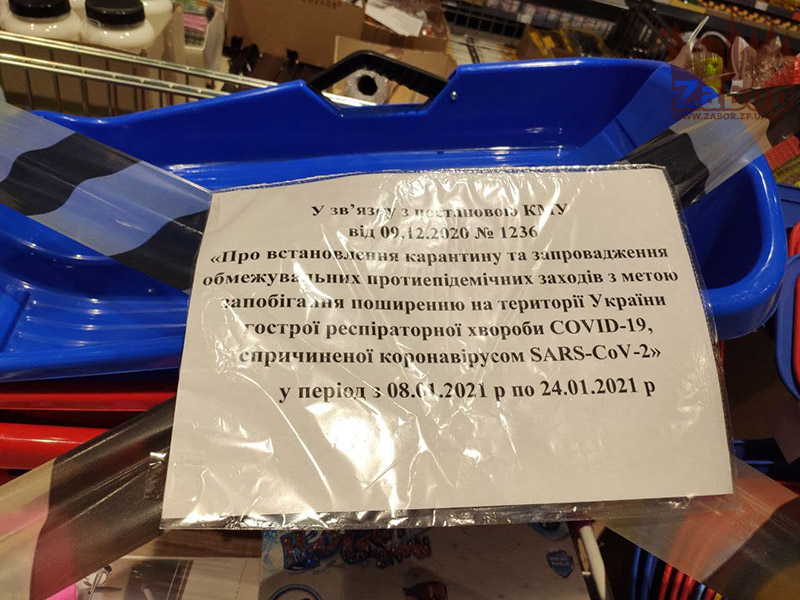 У зв’язку з постановою КМУ
від 09.12.2020 № 1236
«Про встановлення карантину та запровадження
обмежувальних протиепідемічних заходів з метою
запобігання поширенню на території України
гострої респіраторної хвороби COVID-19,
спричиненої коронавірусом SARS-CoV-2»
у період з 08.01.2021 р по 24.01.2021 р
Zabor
WWW.ZABOR.ZP.UA